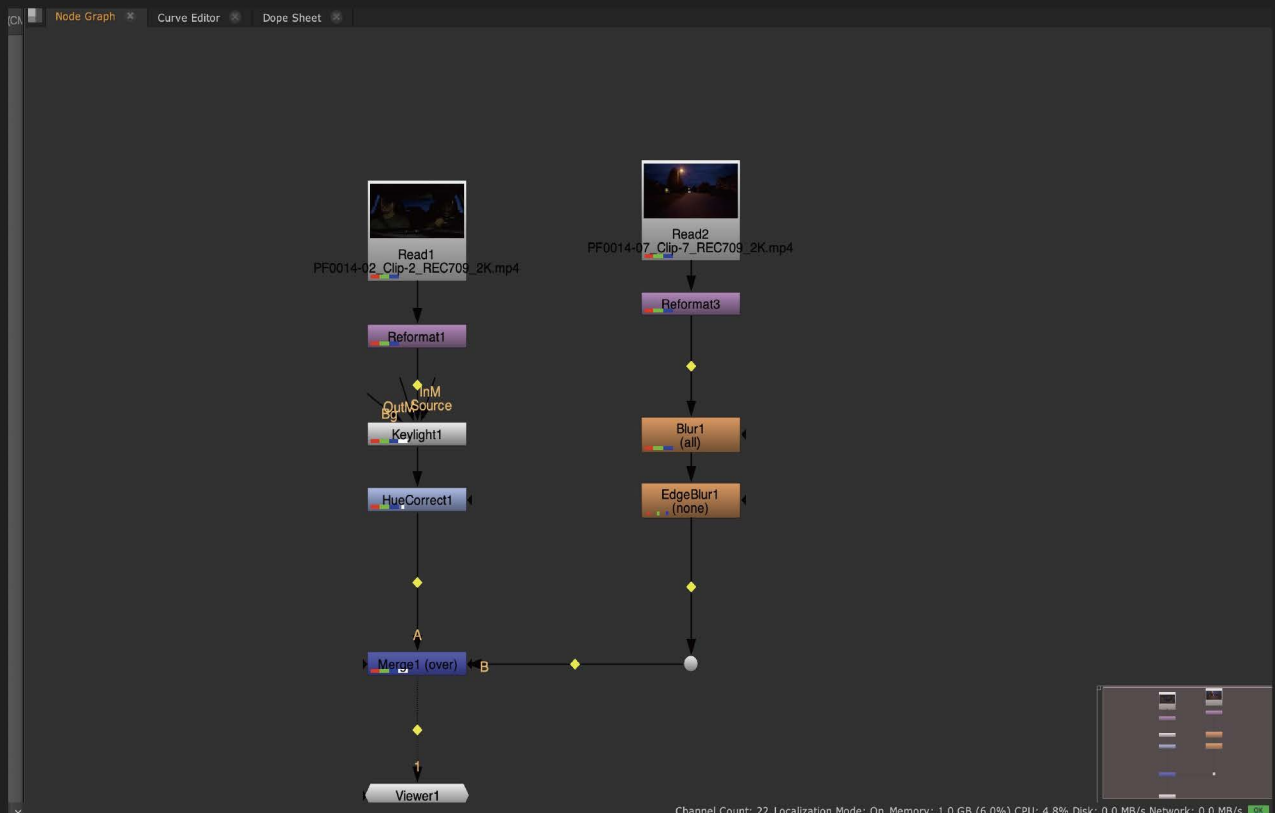 (CM
Node Graph
Curve Editor
Dope Sheet
Read2
PF0014-07_Clip-7_REC709_2K.mp4
Read1
PF0014-02_Clip-2_REC709_2K.mp4
Reformat3
Reformat1
InM
OutM Source
Bg
Keylight1
Blur1
(all)
HueCorrect1
EdgeBlur1
(none)
A
Merge1 (over)
B
1
Viewer1
Channel Count: 22 Localization Mode: On Memory: 1.0 GB (6.0%) CPU: 4.8% Disk: 0.0 MB/s Network: 0.0 MB/s